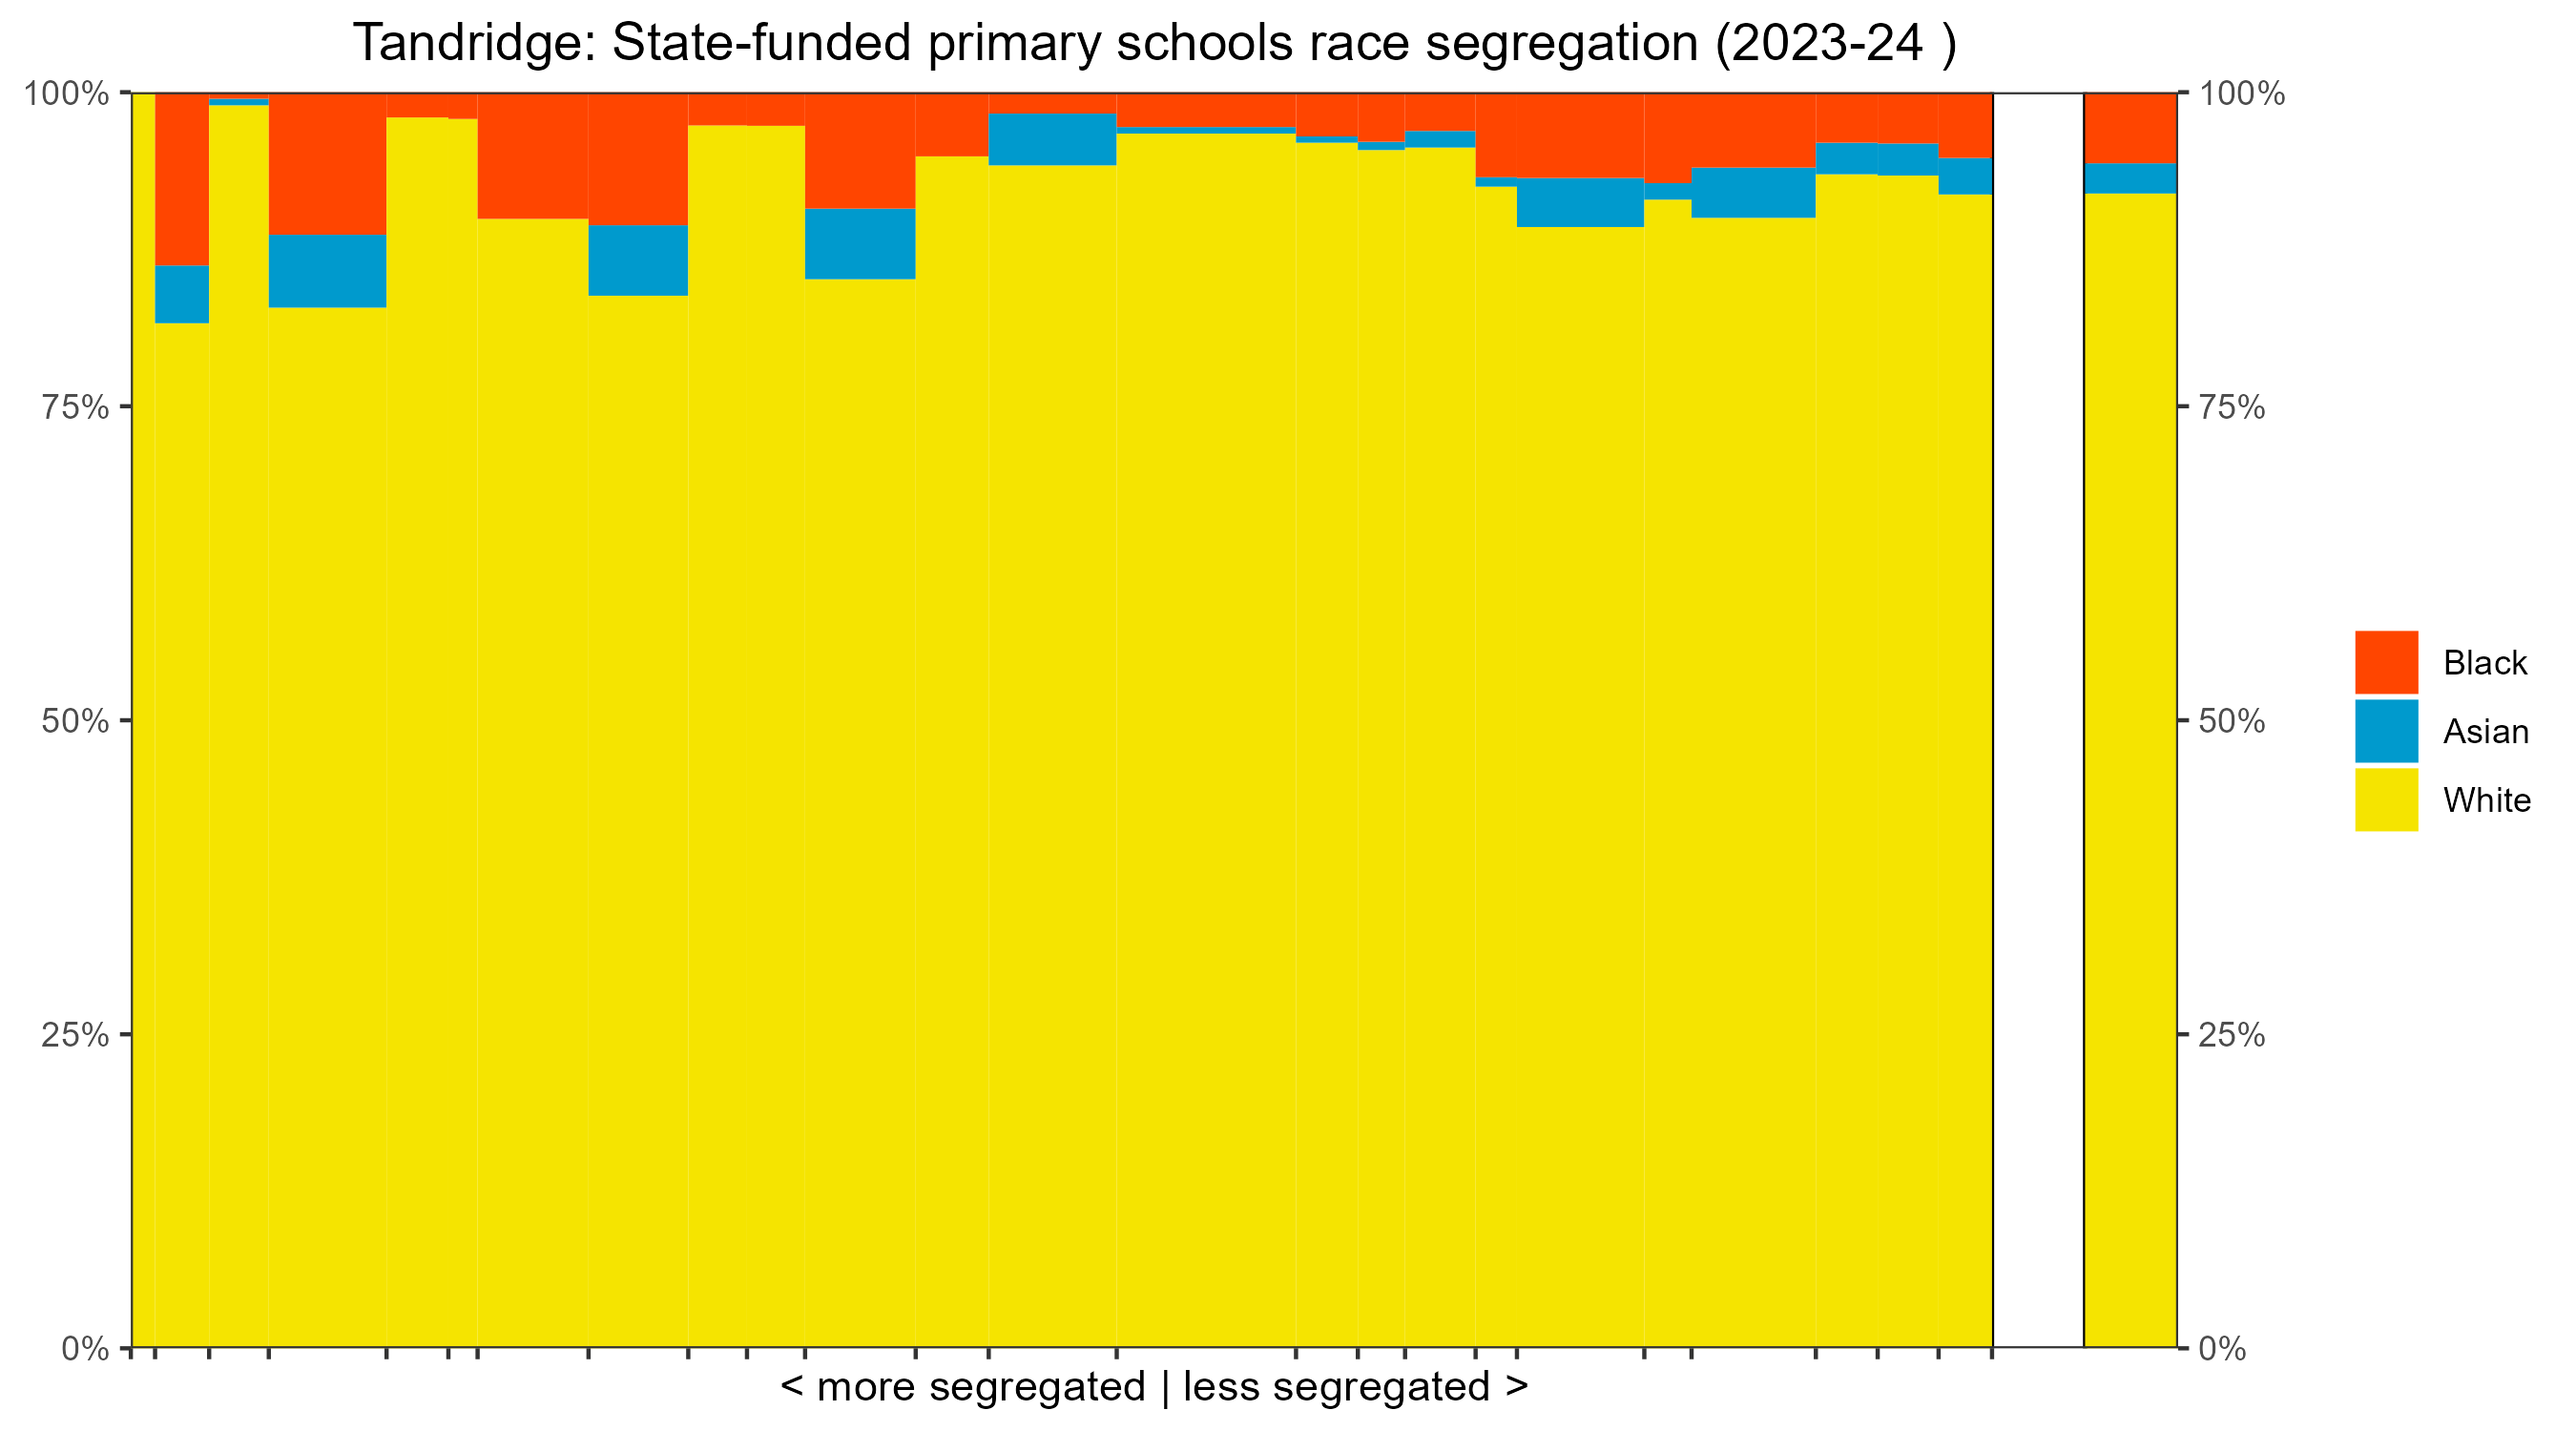 Tandridge: State-funded primary schools race segregation (2023-24 )
100%
75%
50%
25%
0%
100%
75%
50%
25%
0%
Black
Asian
White
< more segregated | less segregated >